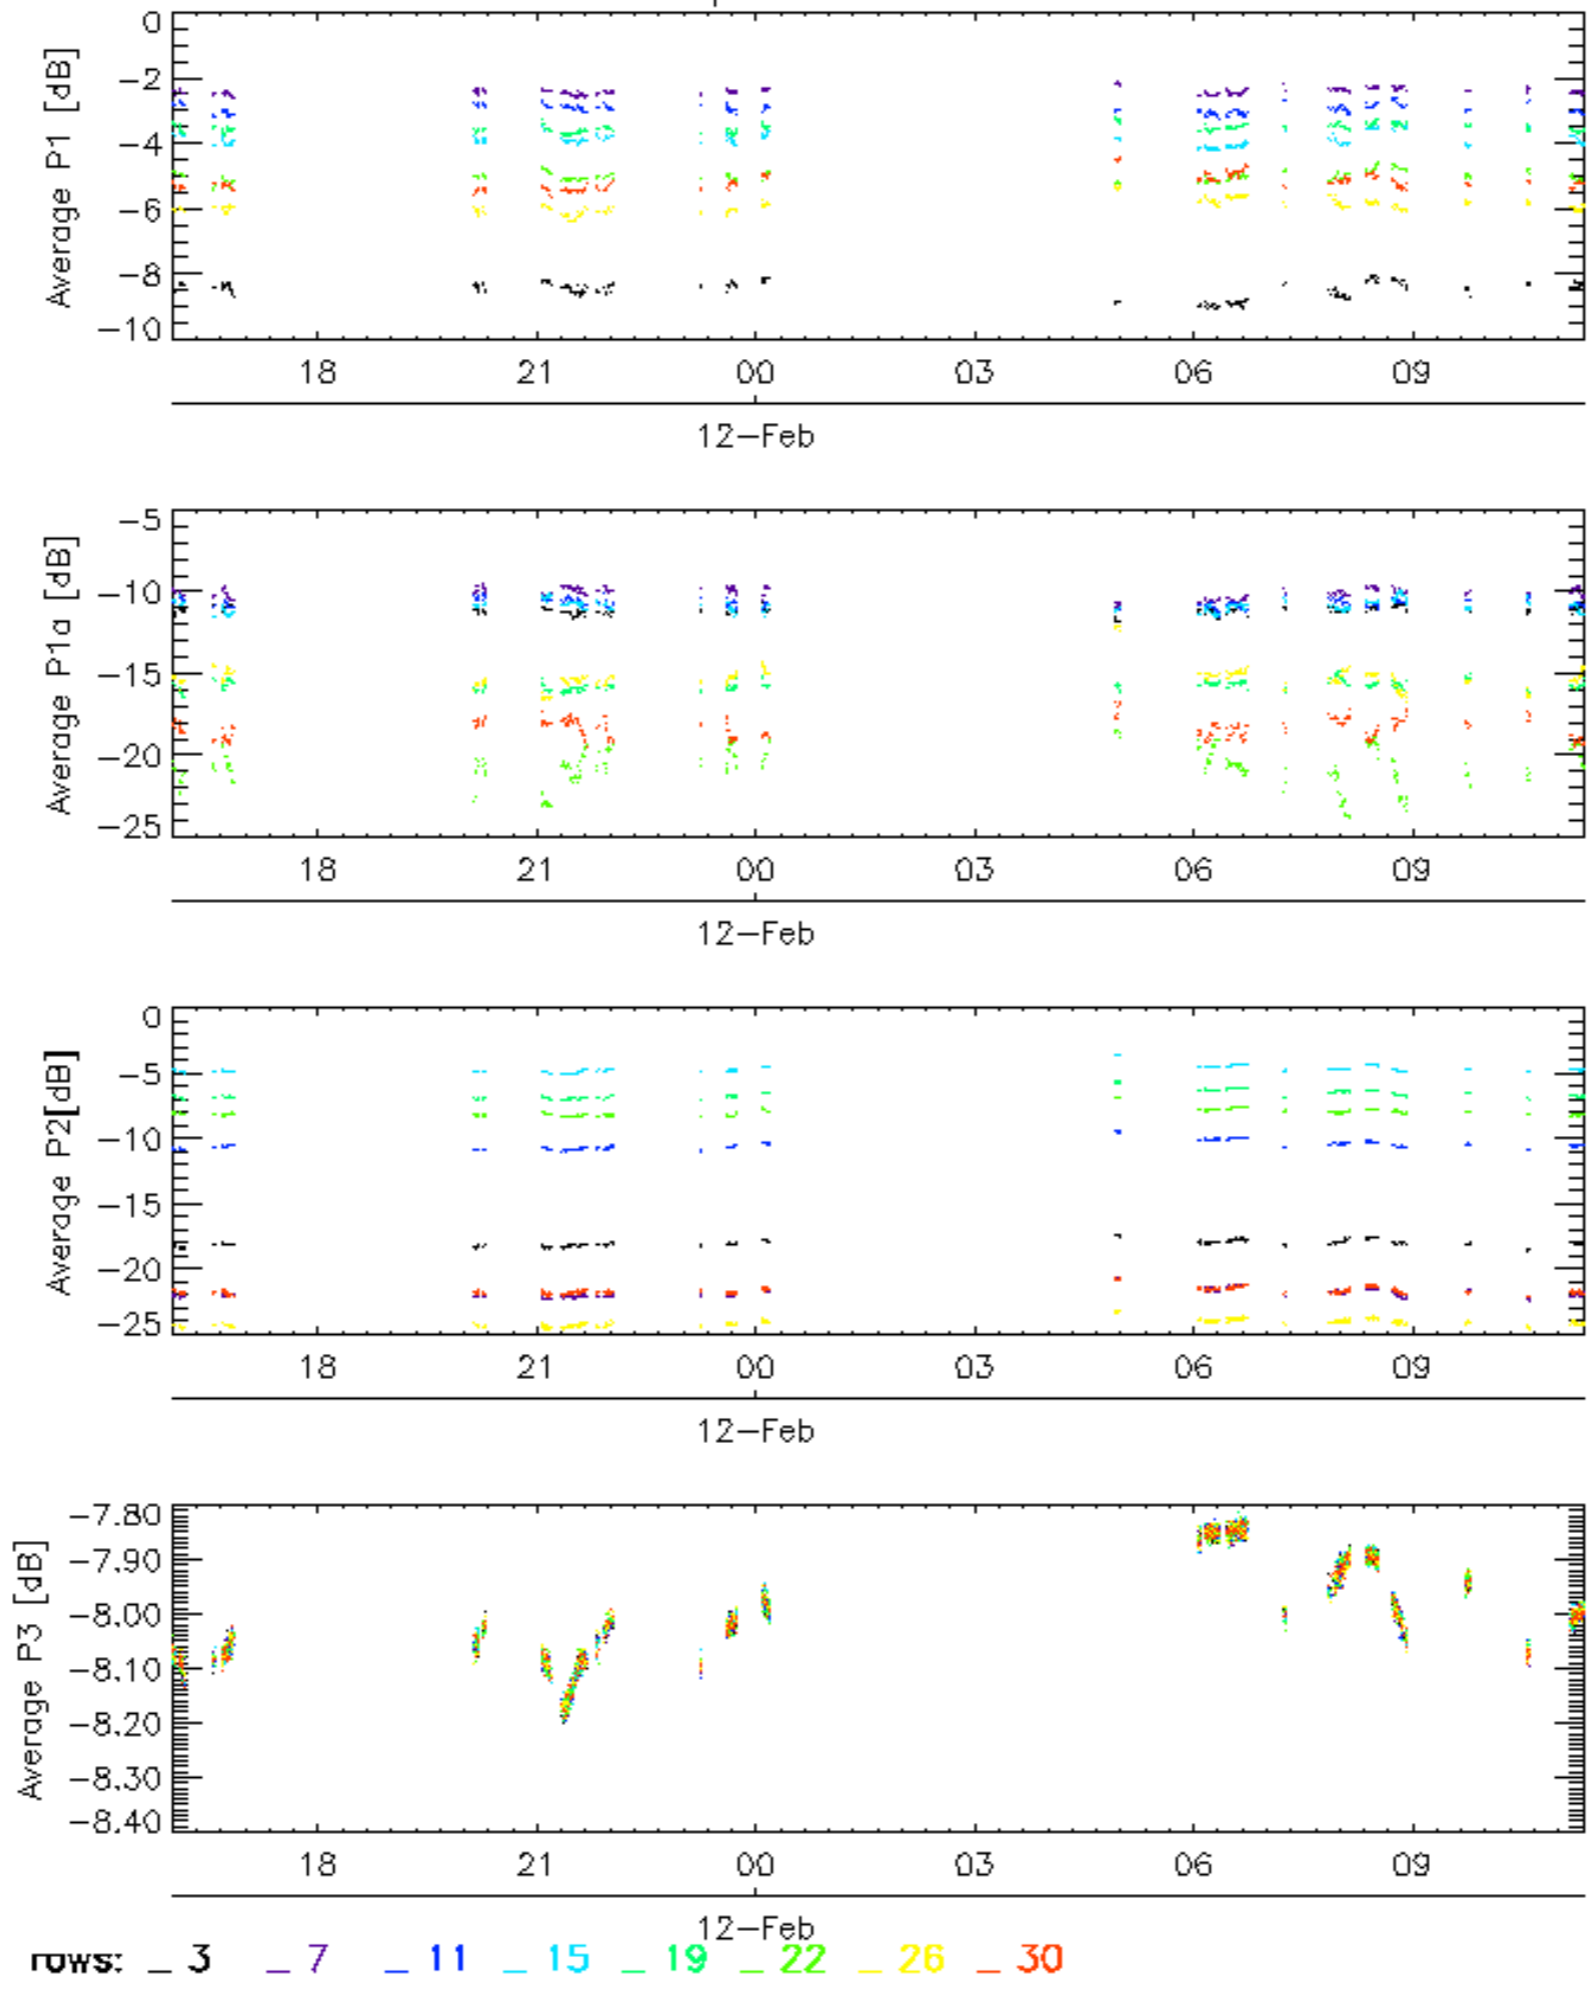 0
-2
-4
-6
-8
-10
Average P1 [dB]
18 21 00 03 06 09
12-Feb
-5
-10
-15
-20
-25
Average P1a [dB]
18 21 00 03 06 09
12-Feb
0
-5
-10
-15
-20
-25
Average P2[dB]
18 21 00 03 06 09
12-Feb
-7.80
-7.90
-8.00
-8.10
-8.20
-8.30
-8.40
Average P3 [dB]
18 21 00 03 06 09
12-Feb
rows: _ 3 _ 7 _ 11 _ 15 _ 19 _ 22 _ 26 _ 30